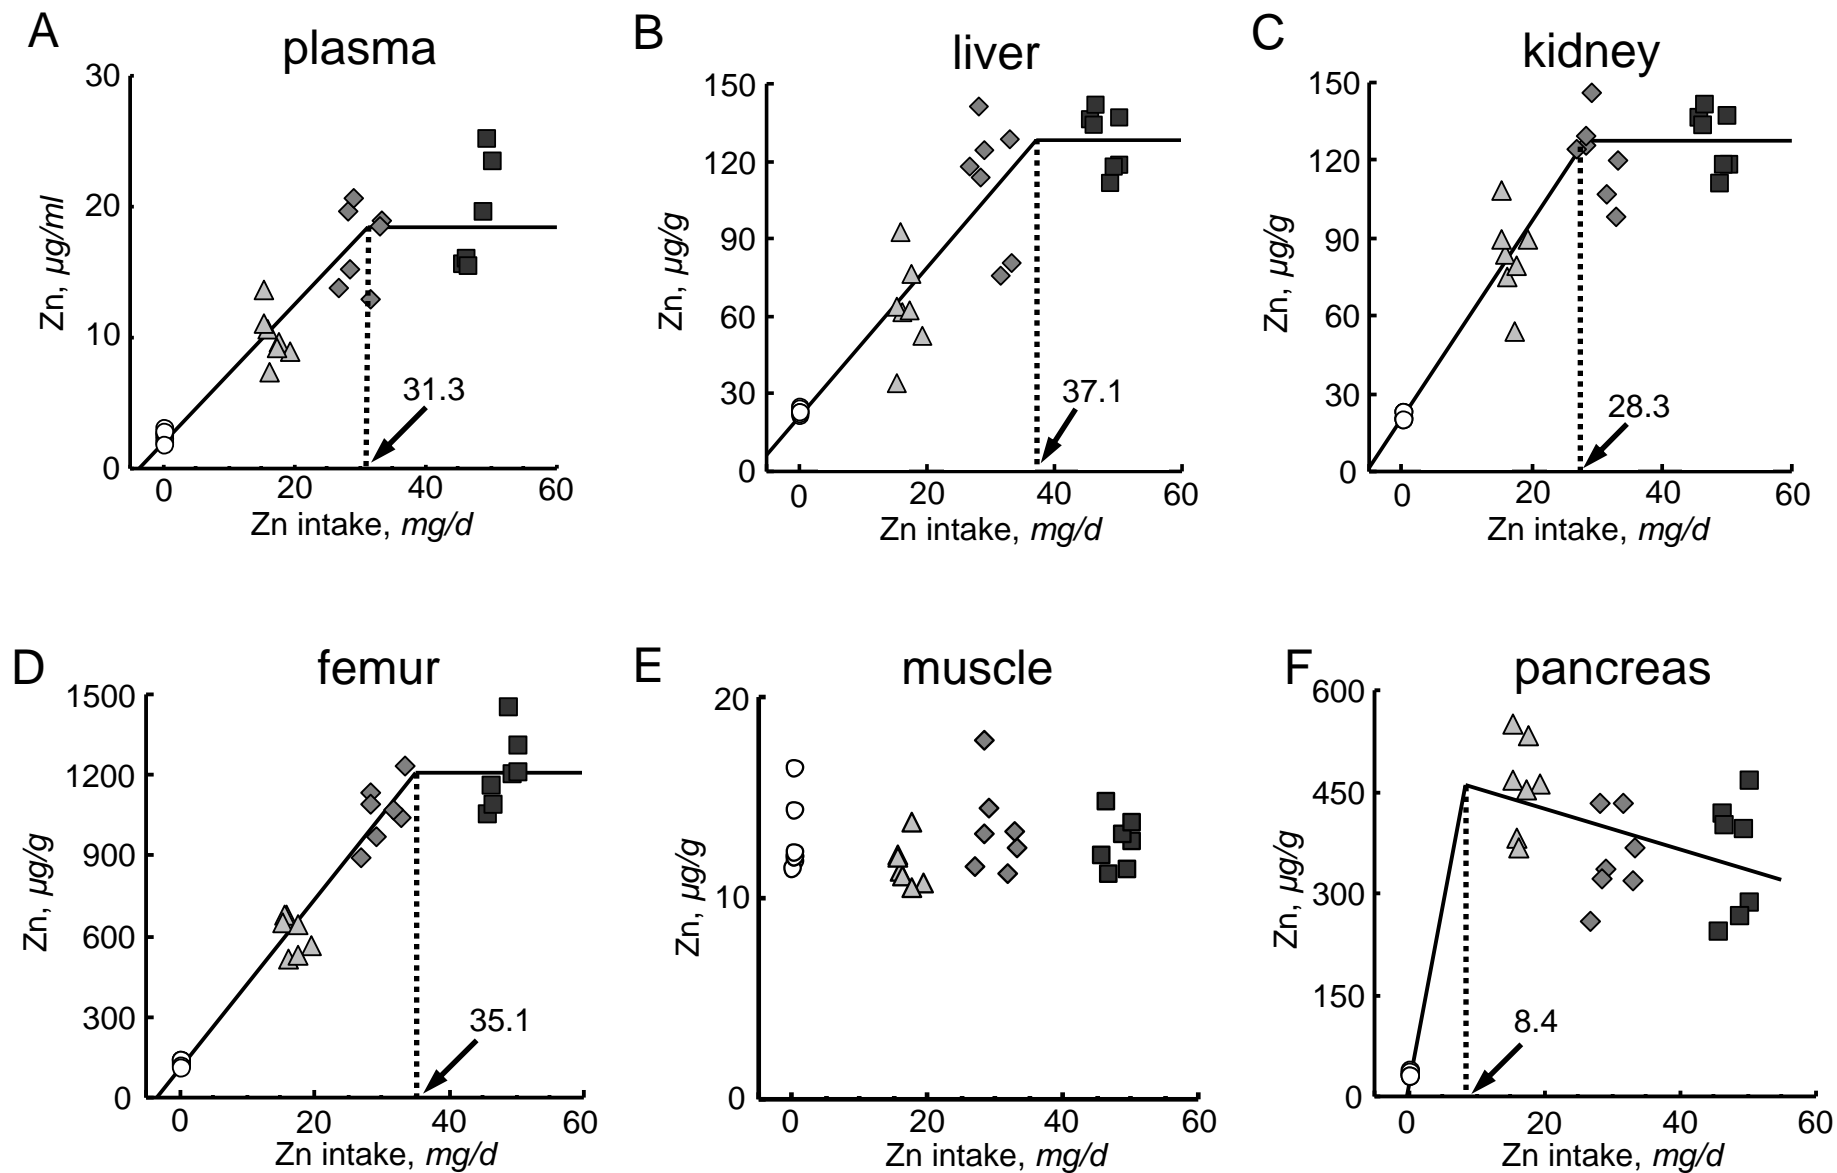 A
plasma
30
20
10
0
Zn, µg/ml
31.3
0 20 40 60
Zn intake, mg/d
B
liver
150
120
90
60
30
0
Zn, µg/g
37.1
0 20 40 60
Zn intake, mg/d
C
kidney
150
120
90
60
30
0
Zn, µg/g
28.3
0 20 40 60
Zn intake, mg/d
D
femur
1500
1200
900
600
300
0
Zn, µg/g
35.1
0 20 40 60
Zn intake, mg/d
E
muscle
20
10
0
Zn, µg/g
0 20 40 60
Zn intake, mg/d
F
pancreas
600
450
300
150
0
Zn, µg/g
8.4
0 20 40 60
Zn intake, mg/d